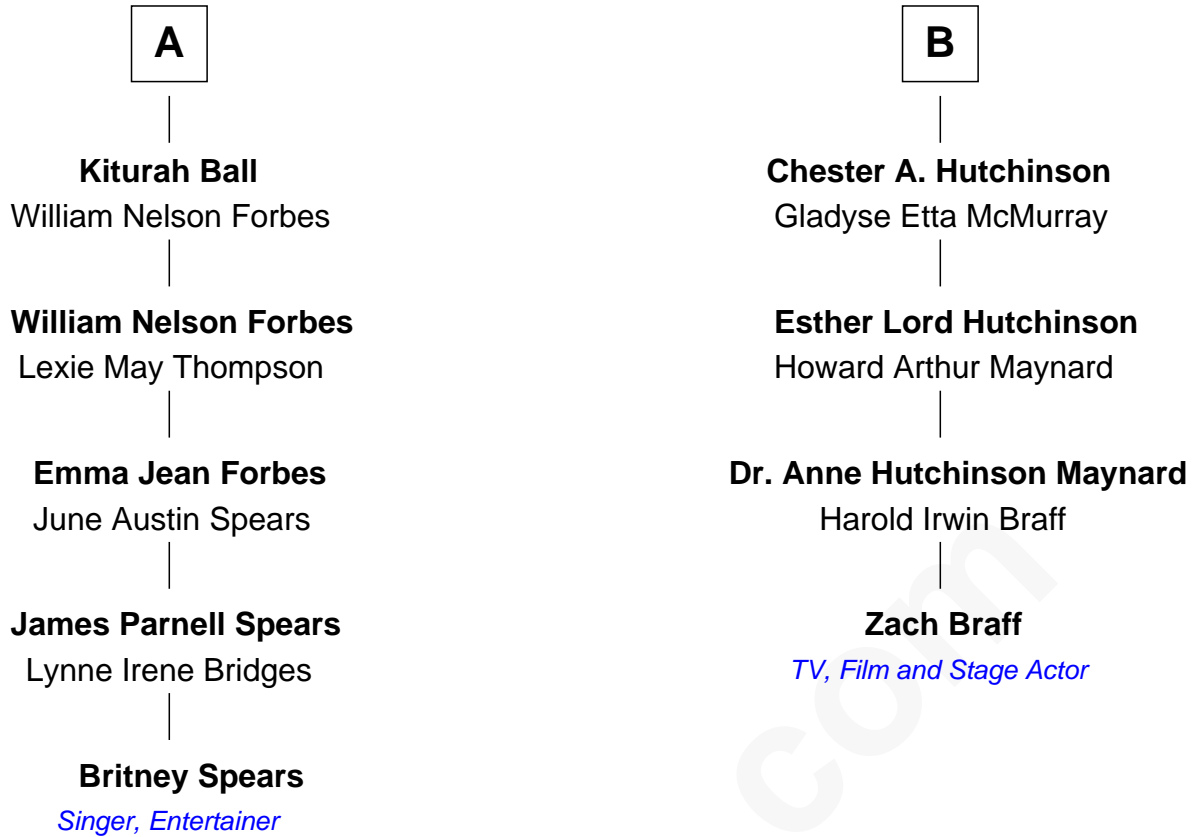 A
Kiturah Ball
William Nelson Forbes
William Nelson Forbes
Lexie May Thompson
Emma Jean Forbes
June Austin Spears
James Parnell Spears
Lynne Irene Bridges
Britney Spears
Singer, Entertainer
B
Chester A. Hutchinson
Gladyse Etta McMurray
Esther Lord Hutchinson
Howard Arthur Maynard
Dr. Anne Hutchinson Maynard
Harold Irwin Braff
Zach Braff
TV, Film and Stage Actor
com